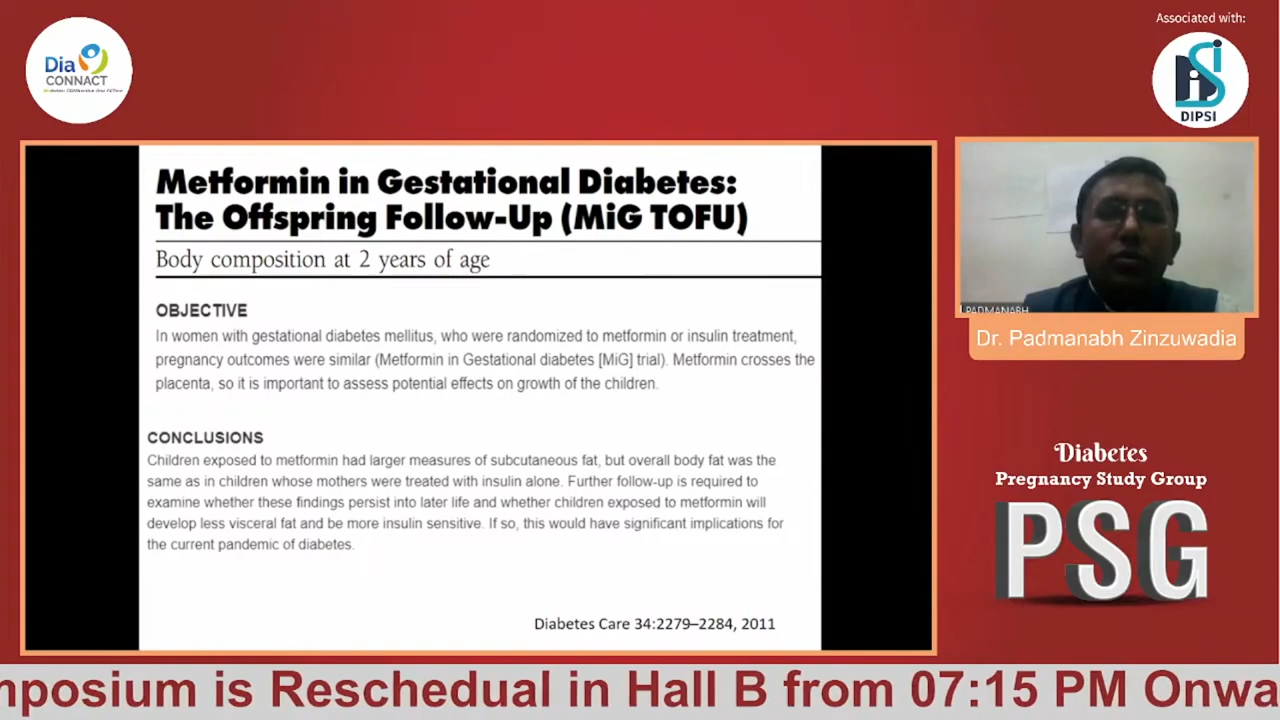 Associated with:
Dia
CONNACT
DIPSI
Metformin in Gestational Diabetes:
The Offspring Follow-Up (MiG TOFU)
Body composition at 2 years of age
OBJECTIVE
In women with gestational diabetes mellitus, who were randomized to metformin or insulin treatment,
pregnancy outcomes were similar (Metformin in Gestational diabetes [MiG] trial). Metformin crosses the
placenta, so it is important to assess potential effects on growth of the children.
CONCLUSIONS
Children exposed to metformin had larger measures of subcutaneous fat, but overall body fat was the
same as in children whose mothers were treated with insulin alone. Further follow-up is required to
examine whether these findings persist into later life and whether children exposed to metformin will
develop less visceral fat and be more insulin sensitive. If so, this would have significant implications for
the current pandemic of diabetes.
Diabetes Care 34:2279–2284, 2011
PADMANABH
Dr. Padmanabh Zinzuwadia
Diabetes
Pregnancy Study Group
PSG
mposium is Reschedual in Hall B from 07:15 PM Onwa